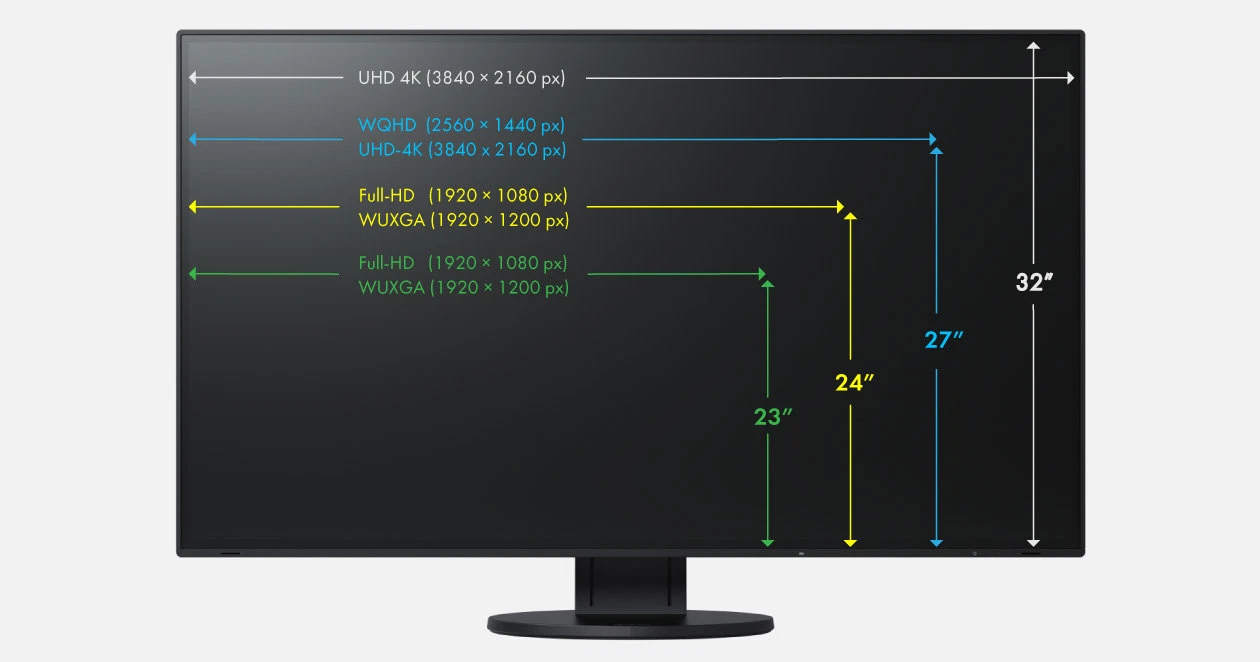 UHD 4K (3840 × 2160 px)
WQHD (2560 × 1440 px)
UHD-4K (3840 x 2160 px)
Full-HD (1920 × 1080 px)
WUXGA (1920 × 1200 px)
Full-HD (1920 × 1080 px)
WUXGA (1920 × 1200 px)
32”
27”
24”
23”